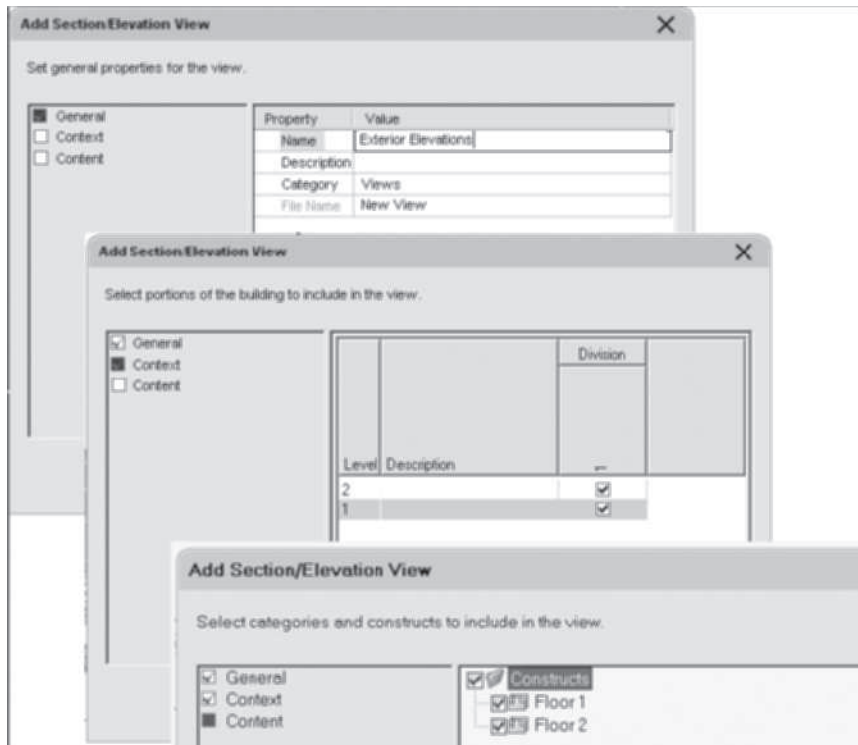 Add Section/Elevation View
Set general properties for the view.
General
Context
Content
Property Value
Name Exterior Elevations
Description
Category Views
File Name New View
Add Section/Elevation View
Select portions of the building to include in the view.
General
Context
Content
Division
Level Description 1
2
1
Add Section/Elevation View
Select categories and constructs to include in the view.
General
Context
Content
Constructs
Floor 1
Floor 2